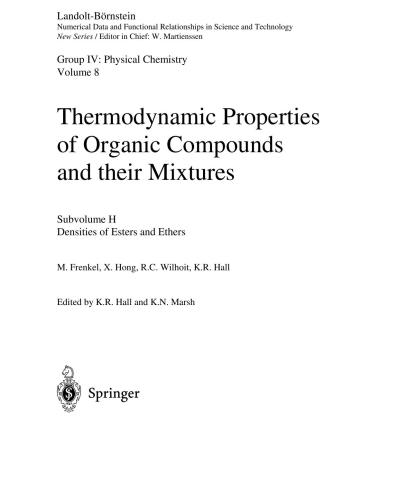 Landolt-Börnstein
Numerical Data and Functional Relationships in Science and Technology
New Series / Editor in Chief: W. Martienssen
Group IV: Physical Chemistry
Volume 8
Thermodynamic Properties
of Organic Compounds
and their Mixtures
Subvolume H
Densities of Esters and Ethers
M. Frenkel, X. Hong, R.C. Wilhoit, K.R. Hall
Edited by K.R. Hall and K.N. Marsh
Springer